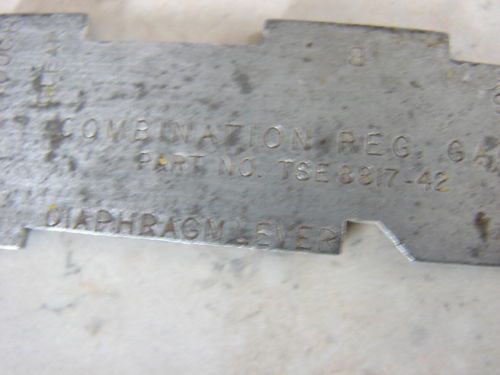 8
COMBINATION REG. GA
PART NO. TSE 8817-42
DIAPHRAGM LEVER